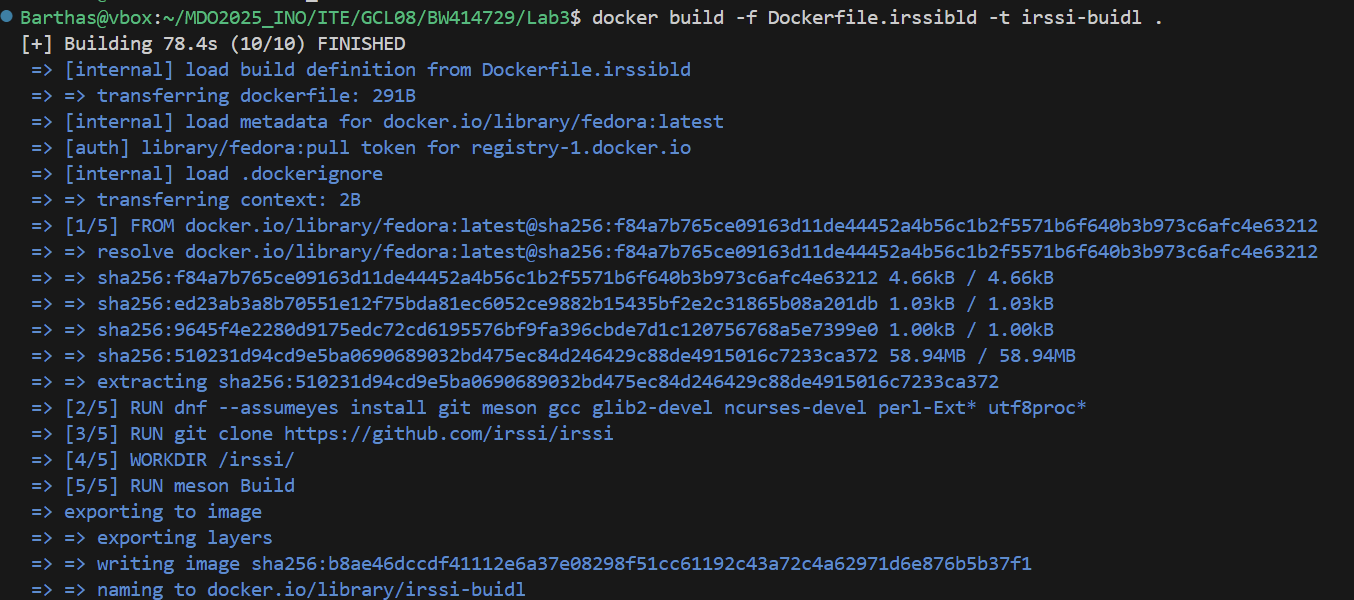 Barthas@vbox:~/MDO2025_INO/ITE/GCL08/BW414729/Lab3$ docker build -f Dockerfile.irssibld -t irssi-buidl .
[+] Building 78.4s (10/10) FINISHED
=> [internal] load build definition from Dockerfile.irssibld
=> => transferring dockerfile: 291B
=> [internal] load metadata for docker.io/library/fedora:latest
=> [auth] library/fedora:pull token for registry-1.docker.io
=> [internal] load .dockerignore
=> => transferring context: 2B
=> [1/5] FROM docker.io/library/fedora:latest@sha256:f84a7b765ce09163d11de44452a4b56c1b2f5571b6f640b3b973c6afc4e63212
=> => resolve docker.io/library/fedora:latest@sha256:f84a7b765ce09163d11de44452a4b56c1b2f5571b6f640b3b973c6afc4e63212
=> => sha256:f84a7b765ce09163d11de44452a4b56c1b2f5571b6f640b3b973c6afc4e63212 4.66kB / 4.66kB
=> => sha256:ed23ab3a8b70551e12f75bda81ec6052ce9882b15435bf2e2c31865b08a201db 1.03kB / 1.03kB
=> => sha256:9645f4e2280d9175edc72cd6195576bf9fa396cbde7d1c120756768a5e7399e0 1.00kB / 1.00kB
=> => sha256:510231d94cd9e5ba0690689032bd475ec84d246429c88de4915016c7233ca372 58.94MB / 58.94MB
=> => extracting sha256:510231d94cd9e5ba0690689032bd475ec84d246429c88de4915016c7233ca372
=> [2/5] RUN dnf --assumeyes install git meson gcc glib2-devel ncurses-devel perl-Ext* utf8proc*
=> [3/5] RUN git clone https://github.com/irssi/irssi
=> [4/5] WORKDIR /irssi/
=> [5/5] RUN meson Build
=> exporting to image
=> => exporting layers
=> => writing image sha256:b8ae46dccdf41112e6a37e08298f51cc61192c43a72c4a62971d6e876b5b37f1
=> => naming to docker.io/library/irssi-buidl